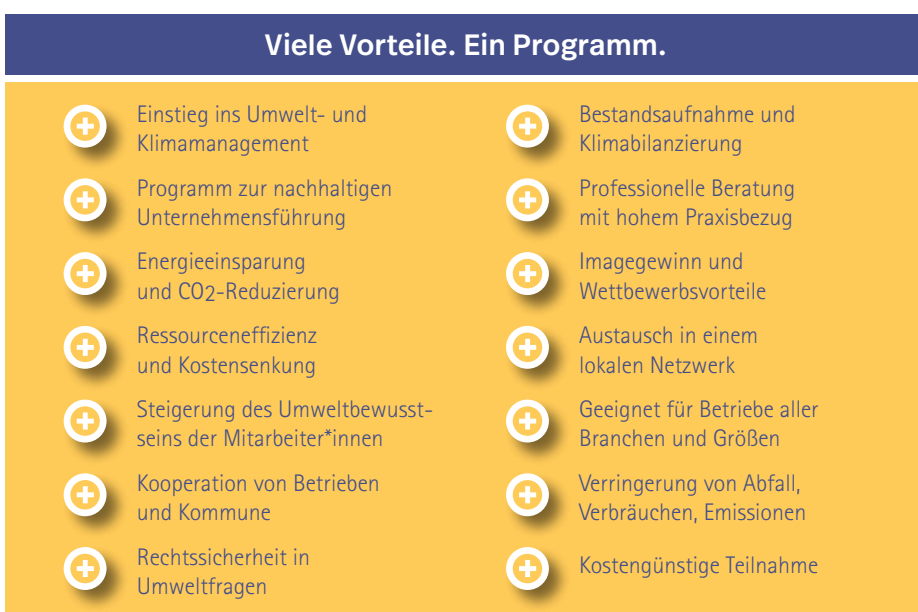 Viele Vorteile. Ein Programm.
Einstieg ins Umwelt- und
Klimamanagement
Programm zur nachhaltigen
Unternehmensführung
Energieeinsparung
und CO2-Reduzierung
Ressourceneffizienz
und Kostensenkung
Steigerung des Umweltbewusst-
seins der Mitarbeiter*innen
Kooperation von Betrieben
und Kommune
Rechtssicherheit in
Umweltfragen
Bestandsaufnahme und
Klimabilanzierung
Professionelle Beratung
mit hohem Praxisbezug
Imagegewinn und
Wettbewerbsvorteile
Austausch in einem
lokalen Netzwerk
Geeignet für Betriebe aller
Branchen und Größen
Verringerung von Abfall,
Verbräuchen, Emissionen
Kostengünstige Teilnahme